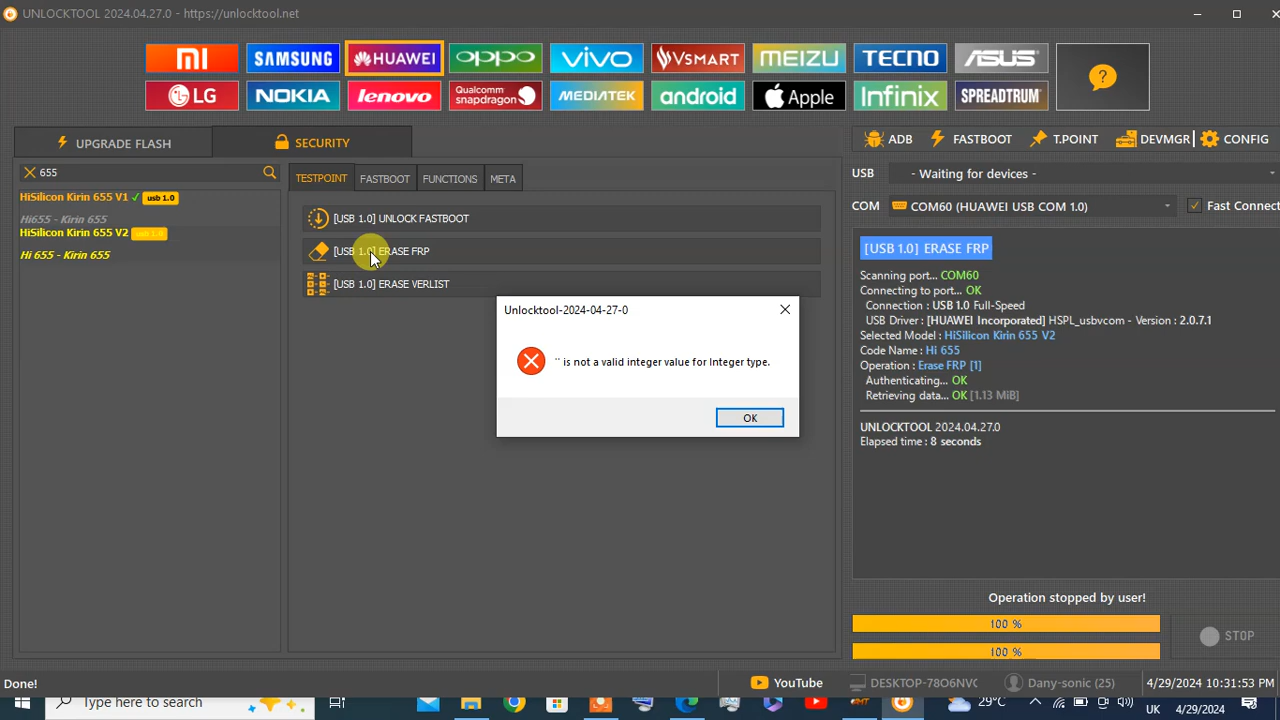 UNLOCKTOOL 2024.04.27.0 - https://unlocktool.net
MI SAMSUNG HUAWEI oppo vivo VSMART MEIZU TECNO ASUS ?
LG NOKIA lenovo Qualcomm snapdragon MEDIATEK android Apple Infinix SPREADTRUM
UPGRADE FLASH SECURITY
ADB FASTBOOT T.POINT DEVMGR CONFIG
655
TESTPOINT FASTBOOT FUNCTIONS META
USB - Waiting for devices -
HiSilicon Kirin 655 V1 ✓ usb 1.0
Hi655 - Kirin 655
HiSilicon Kirin 655 V2 usb 1.0
Hi 655 - Kirin 655
[USB 1.0] UNLOCK FASTBOOT
[USB 1.0] ERASE FRP
[USB 1.0] ERASE VERLIST
COM COM60 (HUAWEI USB COM 1.0) Fast Connect
[USB 1.0] ERASE FRP
Scanning port... COM60
Connecting to port... OK
Connection : USB 1.0 Full-Speed
USB Driver : [HUAWEI Incorporated] HSPL_usbvcom - Version : 2.0.7.1
Selected Model : HiSilicon Kirin 655 V2
Code Name : Hi 655
Operation : Erase FRP [1]
Authenticating... OK
Retrieving data... OK [1.13 MiB]
UNLOCKTOOL 2024.04.27.0
Elapsed time : 8 seconds
Unlocktool-2024-04-27-0
'' is not a valid integer value for Integer type.
OK
Operation stopped by user!
100 %
100 %
STOP
Done! YouTube DESKTOP-78O6NVC Dany-sonic (25) 4/29/2024 10:31:53 PM
Type here to search 29°C UK 4/29/2024